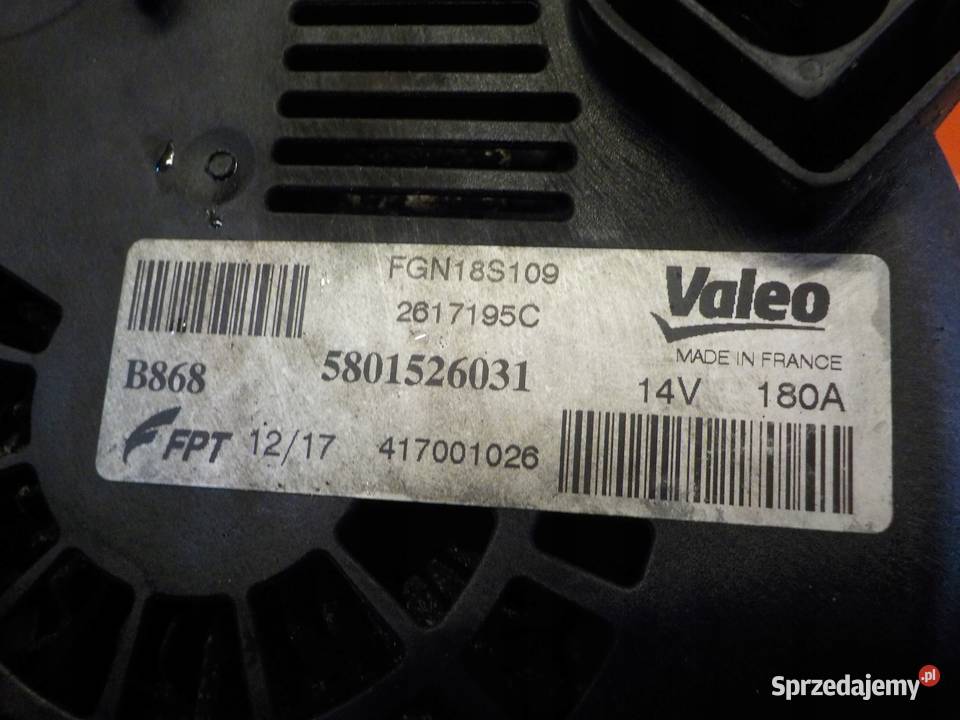 FGN18S109
2617195C
Valeo
MADE IN FRANCE
B868 5801526031
14V 180A
FPT 12/17 417001026
Sprzedajemy.pl